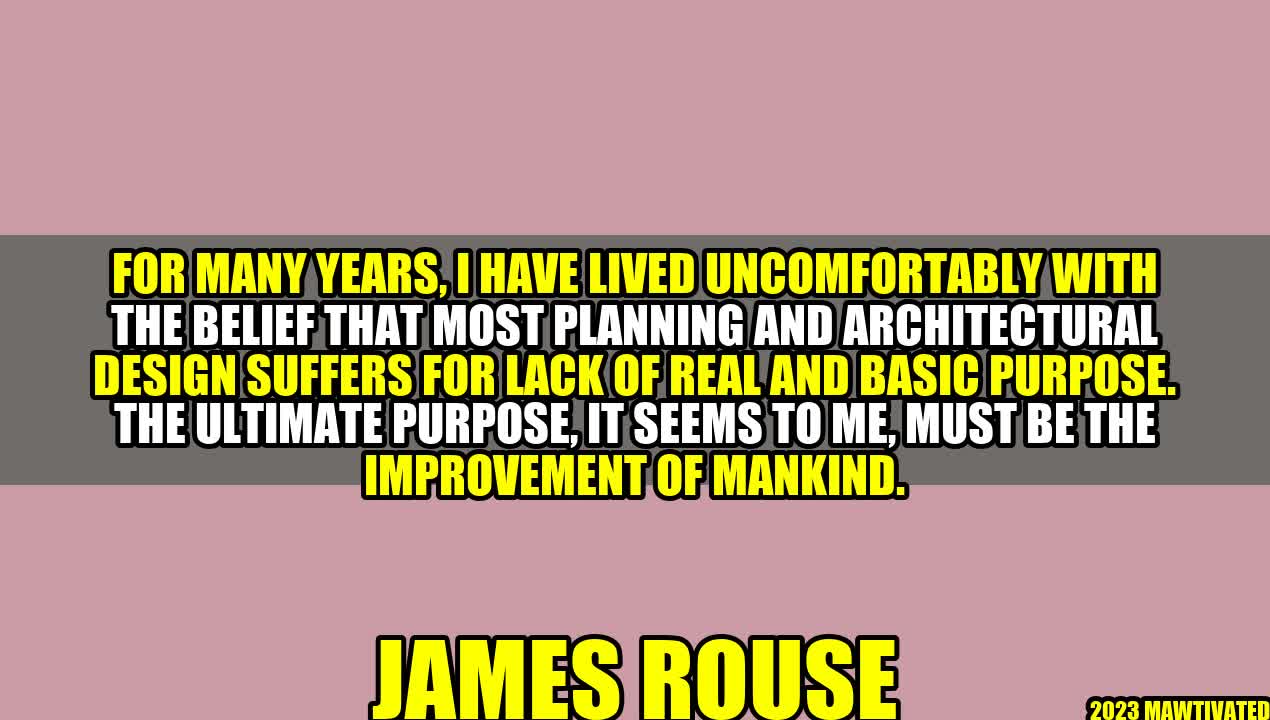 FOR MANY YEARS, I HAVE LIVED UNCOMFORTABLY WITH
THE BELIEF THAT MOST PLANNING AND ARCHITECTURAL
DESIGN SUFFERS FOR LACK OF REAL AND BASIC PURPOSE.
THE ULTIMATE PURPOSE, IT SEEMS TO ME, MUST BE THE
IMPROVEMENT OF MANKIND.
JAMES ROUSE
2023 MAWTIVATED